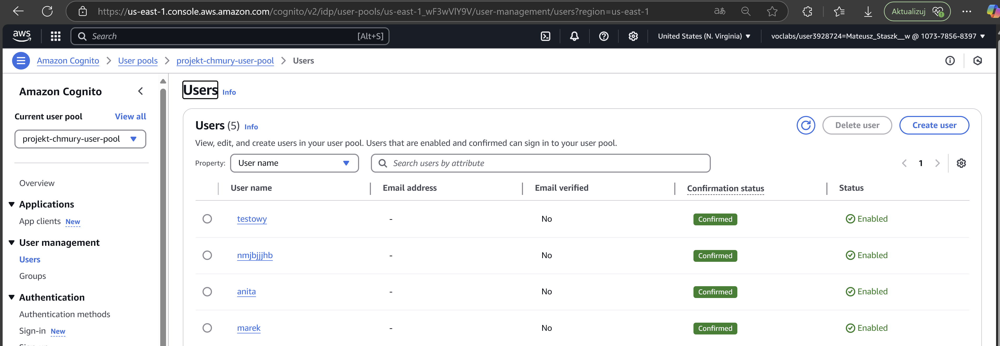 https://us-east-1.console.aws.amazon.com/cognito/v2/idp/user-pools/us-east-1_wF3wVlY9V/user-management/users?region=us-east-1
aあ
Aktualizuj
aws
Search
[Alt+S]
United States (N. Virginia)
voclabs/user3928724=Mateusz_Staszk__w @ 1073-7856-8397
Amazon Cognito
User pools
projekt-chmury-user-pool
Users
Amazon Cognito
Current user pool
View all
projekt-chmury-user-pool
Overview
Applications
App clients New
User management
Users
Groups
Authentication
Authentication methods
Sign-in New
Users Info
Users (5) Info
Delete user
Create user
View, edit, and create users in your user pool. Users that are enabled and confirmed can sign in to your user pool.
Property:
User name
Search users by attribute
1
User name Email address Email verified Confirmation status Status
testowy - No Confirmed Enabled
nmjbjjjhb - No Confirmed Enabled
anita - No Confirmed Enabled
marek - No Confirmed Enabled